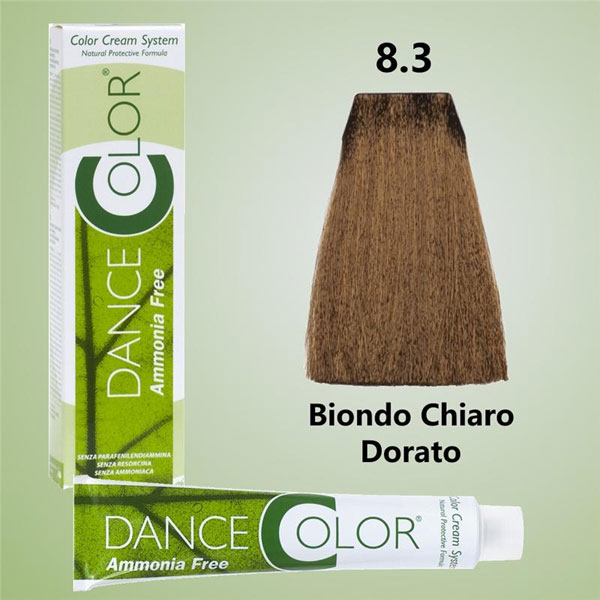 Color Cream System
Natural Protective Formula
DANCE COLOR®
Ammonia Free
SENZA PARAFENILENDIAMMINA
SENZA RESORCINA
SENZA AMMONIACA
8.3
Biondo Chiaro
Dorato
DANCE COLOR®
Ammonia Free
Color Cream System
Natural Protective Formula